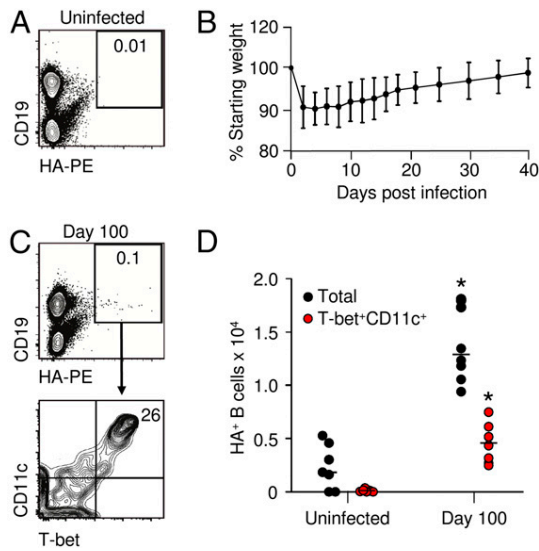 A
Uninfected
0.01
CD19
HA-PE
B
120
100
90
80
% Starting weight
0 10 20 30 40
Days post infection
C
Day 100
0.1
CD19
HA-PE
26
CD11c
T-bet
D
2.0
1.5
1.0
0.5
0
HA⁺ B cells x 10⁴
Total
T-bet⁺CD11c⁺
*
*
Uninfected Day 100